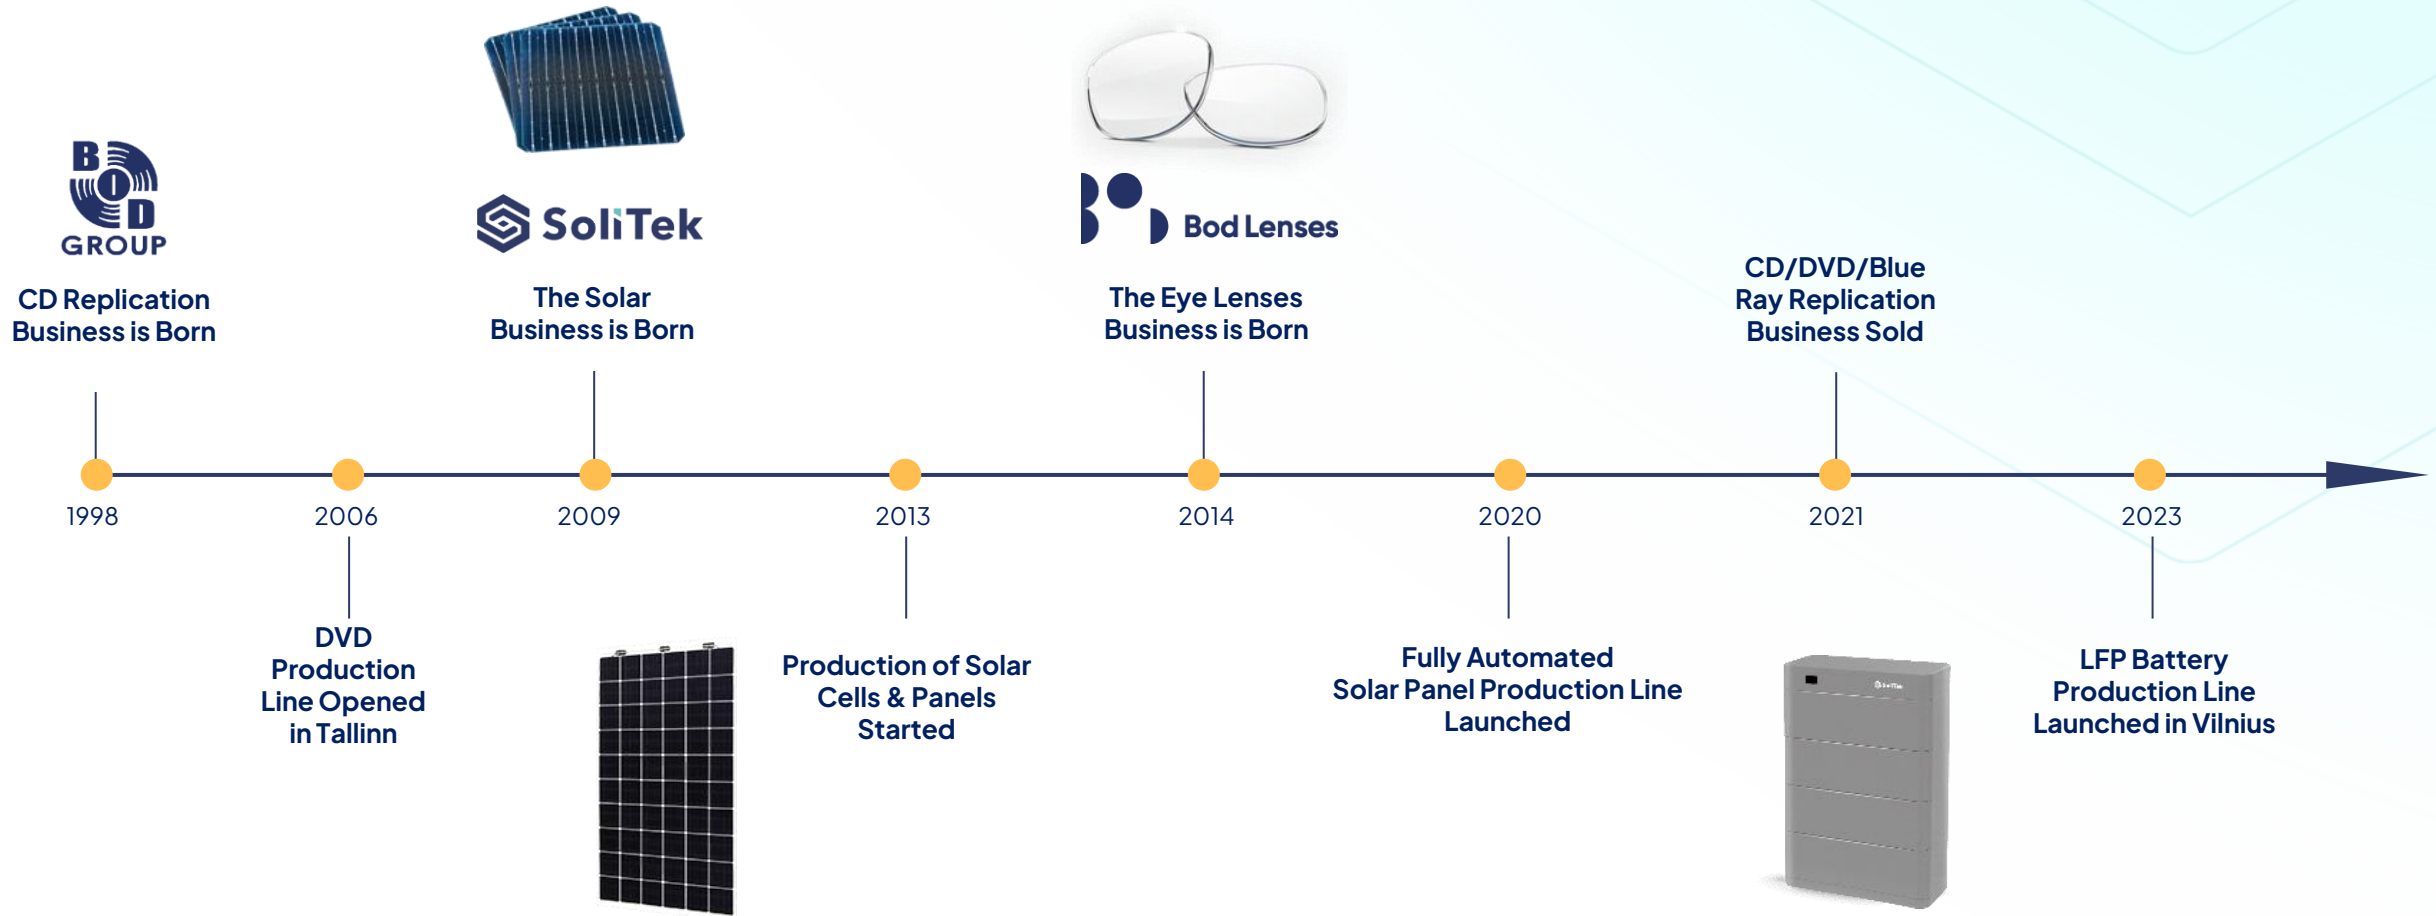 BOD
GROUP
CD Replication
Business is Born
SoliTek
The Solar
Business is Born
BOD
Bod Lenses
The Eye Lenses
Business is Born
CD/DVD/Blue
Ray Replication
Business Sold
1998
2006
2009
2013
2014
2020
2021
2023
DVD
Production
Line Opened
in Tallinn
Production of Solar
Cells & Panels
Started
Fully Automated
Solar Panel Production Line
Launched
SoliTek
LFP Battery
Production Line
Launched in Vilnius